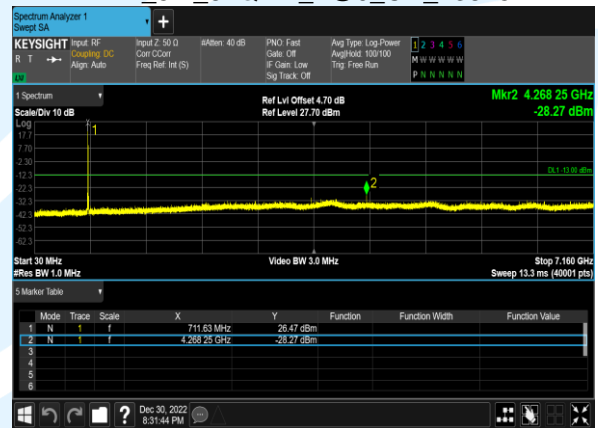 Spectrum Analyzer 1
Swept SA
+
KEYSIGHT Input: RF Input Z: 50 Ω #Atten: 40 dB PNO: Fast Avg Type: Log-Power 1 2 3 4 5 6
R T Coupling: DC Corr CCorr Gate: Off Avg|Hold: 100/100 M W W W W W
Align: Auto Freq Ref: Int (S) IF Gain: Low Trig: Free Run
LXI Sig Track: Off P N N N N N
1 Spectrum
Ref Lvl Offset 4.70 dB Mkr2 4.268 25 GHz
Scale/Div 10 dB Ref Level 27.70 dBm -28.27 dBm
Log
1
17.7
7.70
-2.30
-12.3 DL1 -13.00 dBm
-22.3 2
-32.3
-42.3
-52.3
-62.3
Start 30 MHz Video BW 3.0 MHz Stop 7.160 GHz
#Res BW 1.0 MHz Sweep 13.3 ms (40001 pts)
5 Marker Table
Mode Trace Scale X Y Function Function Width Function Value
1 N 1 f 711.63 MHz 26.47 dBm
2 N 1 f 4.268 25 GHz -28.27 dBm
3
4
5
6
? Dec 30, 2022
8:31:44 PM